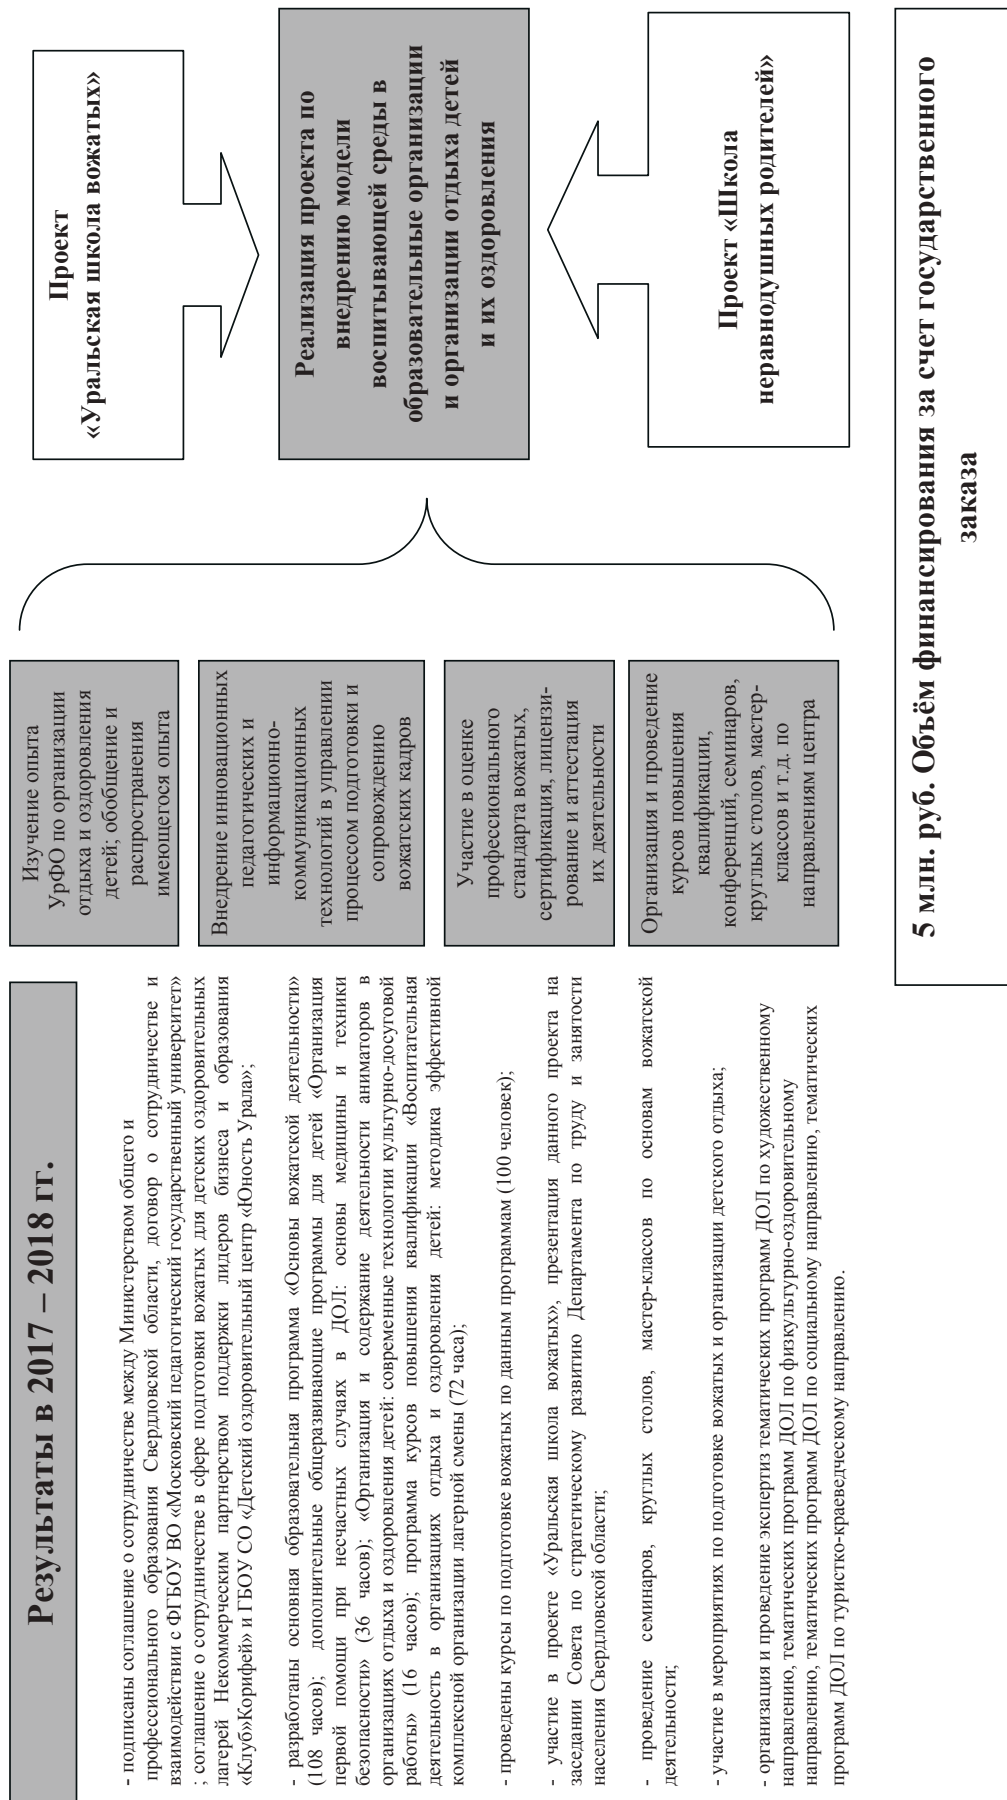 Результаты в 2017 – 2018 гг.
- подписаны соглашение о сотрудничестве между Министерством общего и
профессионального образования Свердловской области, договор о сотрудничестве и
взаимодействии с ФГБОУ ВО «Московский педагогический государственный университет»
; соглашение о сотрудничестве в сфере подготовки вожатых для детских оздоровительных
лагерей Некоммерческим партнерством поддержки лидеров бизнеса и образования
«Клуб»Корифей» и ГБОУ СО «Детский оздоровительный центр «Юность Урала»;
- разработаны основная образовательная программа «Основы вожатской деятельности»
(108 часов); дополнительные общеразвивающие программы для детей «Организация
первой помощи при несчастных случаях в ДОЛ: основы медицины и техники
безопасности» (36 часов); «Организация и содержание деятельности аниматоров в
организациях отдыха и оздоровления детей: современные технологии культурно-досуговой
работы» (16 часов); программа курсов повышения квалификации «Воспитательная
деятельность в организациях отдыха и оздоровления детей: методика эффективной
комплексной организации лагерной смены (72 часа);
- проведены курсы по подготовке вожатых по данным программам (100 человек);
- участие в проекте «Уральская школа вожатых», презентация данного проекта на
заседании Совета по стратегическому развитию Департамента по труду и занятости
населения Свердловской области;
- проведение семинаров, круглых столов, мастер-классов по основам вожатской
деятельности;
- участие в мероприятиях по подготовке вожатых и организации детского отдыха;
- организация и проведение экспертиз тематических программ ДОЛ по художественному
направлению, тематических программ ДОЛ по физкультурно-оздоровительному
направлению, тематических программ ДОЛ по социальному направлению, тематических
программ ДОЛ по туристко-краеведческому направлению.
Изучение опыта
УрФО по организации
отдыха и оздоровления
детей; обобщение и
распространения
имеющегося опыта
Внедрение инновационных
педагогических и
информационно-
коммуникационных
технологий в управлении
процессом подготовки и
сопровождению
вожатских кадров
Участие в оценке
профессионального
стандарта вожатых,
сертификация, лицензи-
рование и аттестация
их деятельности
Организация и проведение
курсов повышения
квалификации,
конференций, семинаров,
круглых столов, мастер-
классов и т.д. по
направлениям центра
Проект
«Уральская школа вожатых»
Реализация проекта по
внедрению модели
воспитывающей среды в
образовательные организации
и организации отдыха детей
и их оздоровления
Проект «Школа
неравнодушных родителей»
5 млн. руб. Объём финансирования за счет государственного
заказа